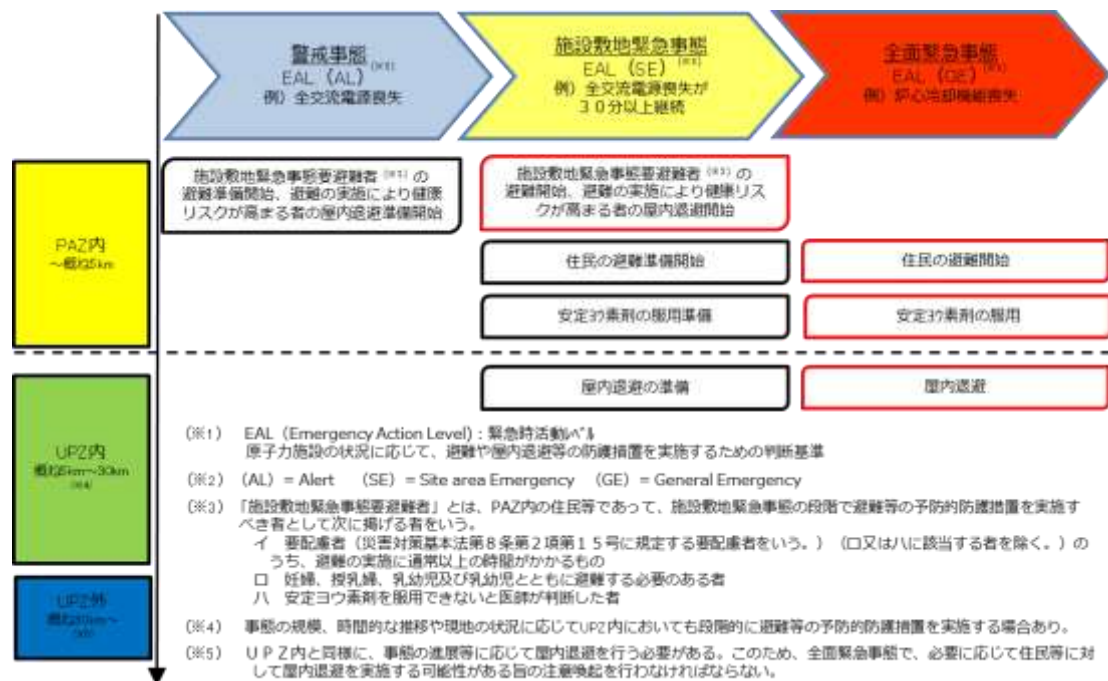 警戒事態
EAL（AL）(※2)
例）全交流電源喪失
施設敷地緊急事態
EAL（SE）(※2)
例）全交流電源喪失が
３０分以上継続
全面緊急事態
EAL（GE）
例）炉心冷却機能喪失
施設敷地緊急事態要避難者(※3)の
避難準備開始、避難の実施により健康
リスクが高まる者の屋内退避準備開始
施設敷地緊急事態要避難者(※3)の
避難開始、避難の実施により健康リス
クが高まる者の屋内退避開始
PAZ内
～概ね5km
住民の避難準備開始
住民の避難開始
安定ﾖｳ素剤の服用準備
安定ﾖｳ素剤の服用
屋内退避の準備
屋内退避
UPZ内
概ね5km～30km
(※4)
UPZ外
概ね30km～
(※5)
(※1) EAL（Emergency Action Level）：緊急時活動ﾚﾍﾞﾙ
原子力施設の状況に応じて、避難や屋内退避等の防護措置を実施するための判断基準
(※2) （AL）＝Alert （SE）＝Site area Emergency （GE）＝General Emergency
(※3) 「施設敷地緊急事態要避難者」とは、PAZ内の住民等であって、施設敷地緊急事態の段階で避難等の予防的防護措置を実施す
べき者として次に掲げる者をいう。
イ 要配慮者（災害対策基本法第８条第２項第１５号に規定する要配慮者をいう。）（ロ又はハに該当する者を除く。）の
うち、避難の実施に通常以上の時間がかかるもの
ロ 妊婦、授乳婦、乳幼児及び乳幼児とともに避難する必要のある者
ハ 安定ヨウ素剤を服用できないと医師が判断した者
(※4) 事態の規模、時間的な推移や現地の状況に応じてUPZ内においても段階的に避難等の予防的防護措置を実施する場合あり。
(※5) ＵＰＺ内と同様に、事態の進展等に応じて屋内退避を行う必要がある。このため、全面緊急事態で、必要に応じて住民等に対
して屋内退避を実施する可能性がある旨の注意喚起を行わなければならない。